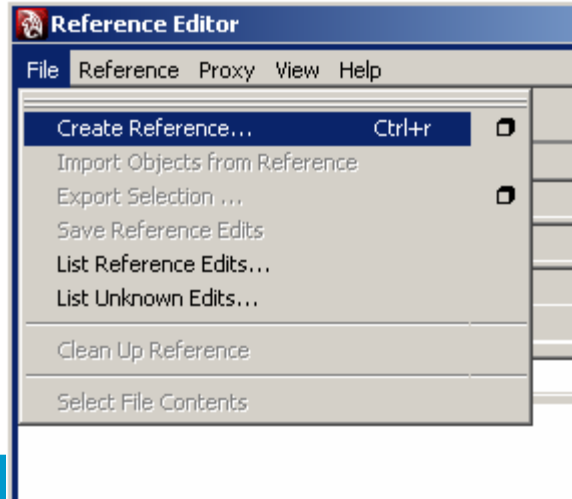 Reference Editor
File Reference Proxy View Help
Create Reference... Ctrl+r
Import Objects from Reference
Export Selection ...
Save Reference Edits
List Reference Edits...
List Unknown Edits...
Clean Up Reference
Select File Contents